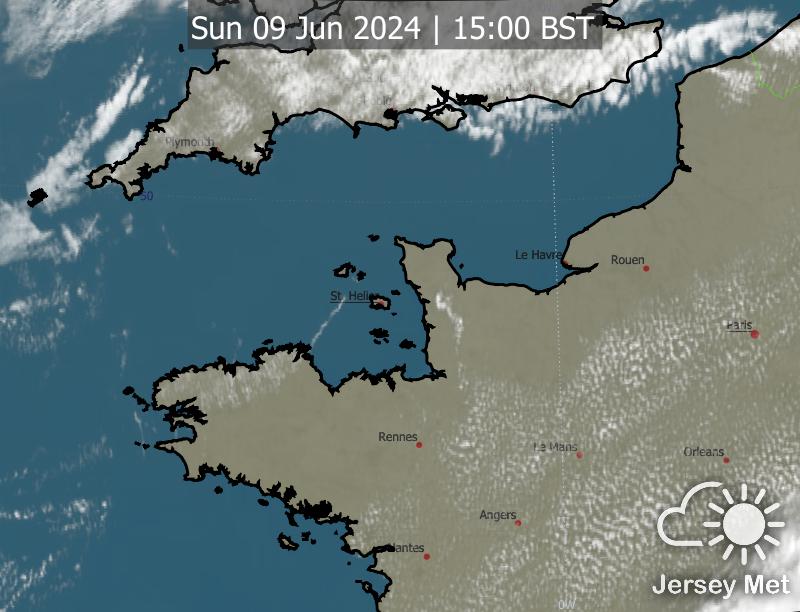 Sun 09 Jun 2024 | 15:00 BST
Plymouth
50
Le Havre
Rouen
St. Helier
Paris
Rennes
Le Mans
Orleans
Angers
Nantes
Jersey Met
0W